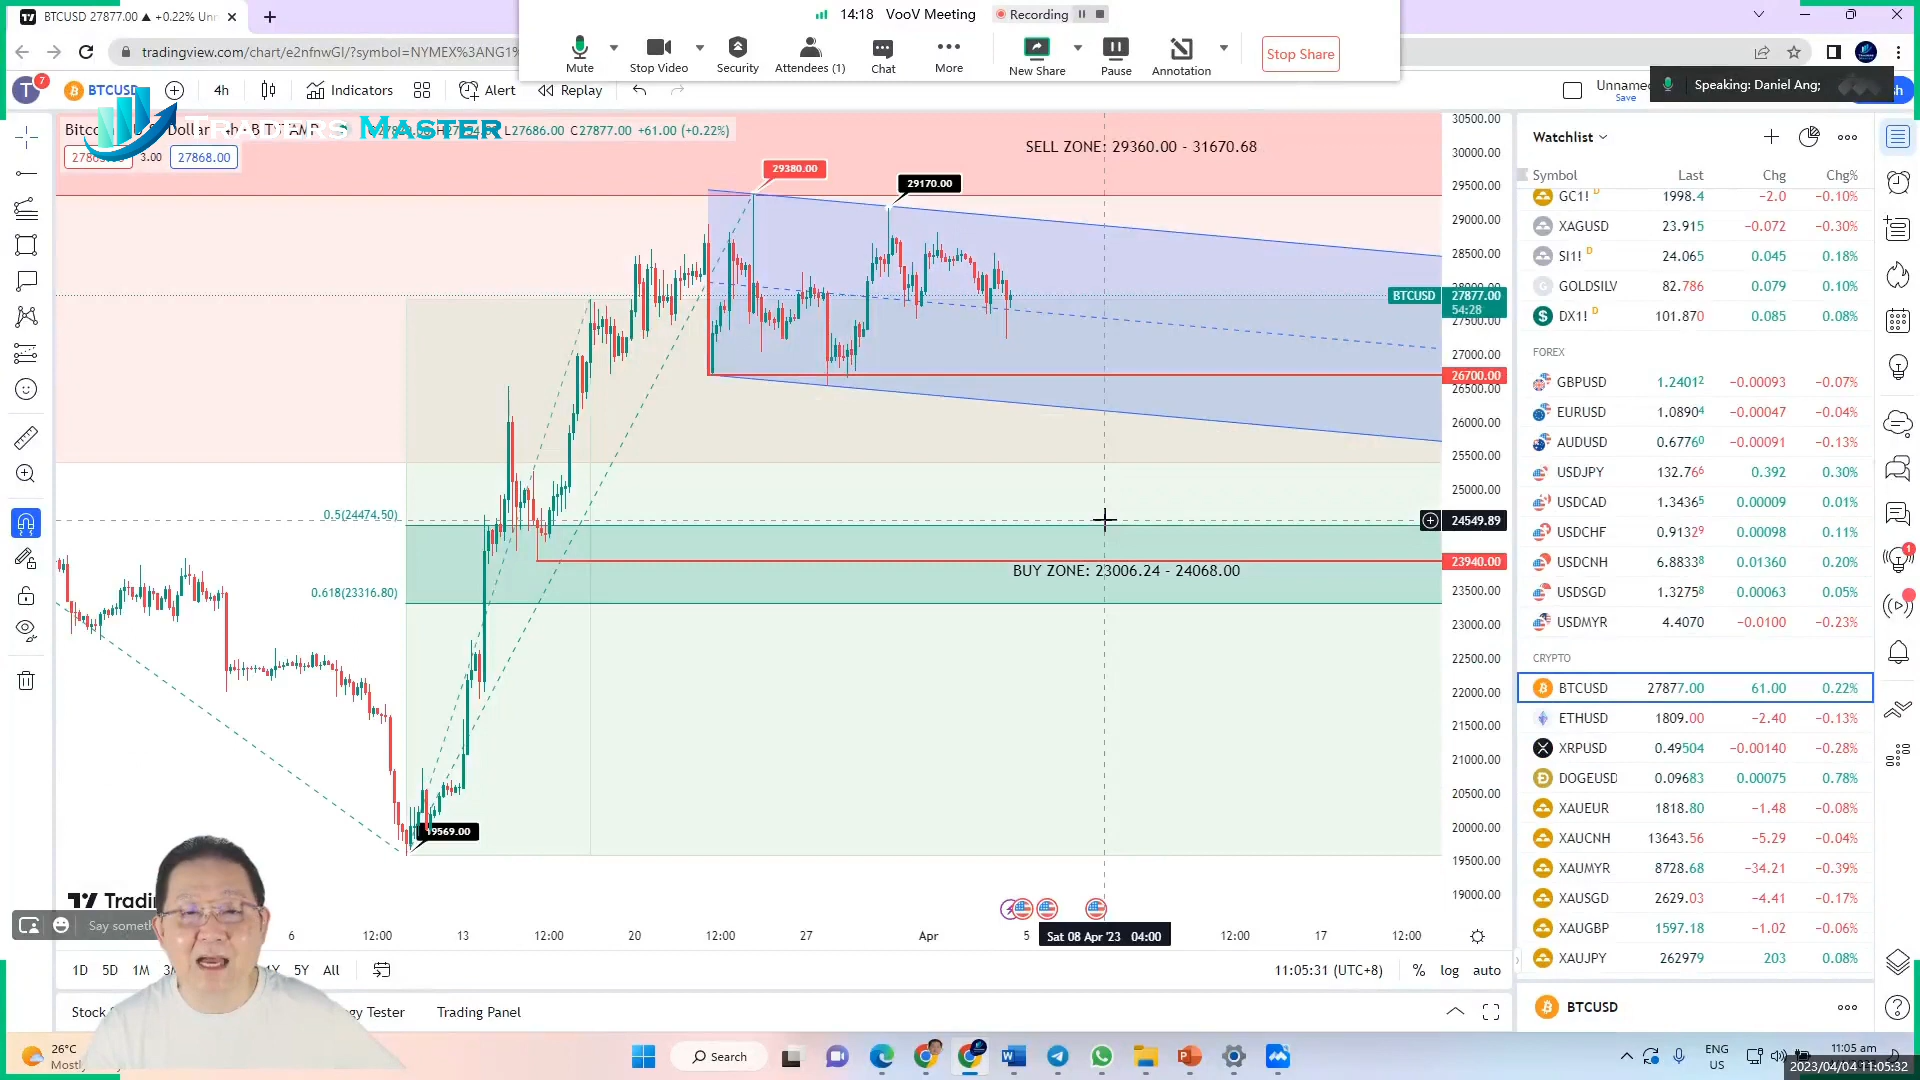 BTCUSD 27877.00 ▲ +0.22% Unn
14:18 VooV Meeting Recording
tradingview.com/chart/e2nfnwGI/?symbol=NYMEX%3ANG1%
Mute
Stop Video
Security
Attendees (1)
Chat
More
New Share
Pause
Annotation
Stop Share
T 7
BTCUSD
4h
Indicators
Alert
Replay
Save
Speaking: Daniel Ang;
TRADERS MASTER
L27686.00 C27877.00 +61.00 (+0.22%)
3.00
27868.00
SELL ZONE: 29360.00 - 31670.68
29380.00
29170.00
0.5(24474.50)
0.618(23316.80)
BUY ZONE: 23006.24 - 24068.00
19569.00
30500.00
30000.00
29500.00
29000.00
28500.00
28000.00
BTCUSD 27877.00
54:28
27500.00
27000.00
26700.00
26500.00
26000.00
25500.00
25000.00
24549.89
23940.00
23500.00
23000.00
22500.00
22000.00
21500.00
21000.00
20500.00
20000.00
19500.00
19000.00
6 12:00 13 12:00 20 12:00 27 Apr 5 Sat 08 Apr '23 04:00 12:00 17 12:00
1D 5D 1M 5Y All
11:05:31 (UTC+8) % log auto
Trading Panel
Watchlist
Symbol Last Chg Chg%
GC1! D 1998.4 −2.0 −0.10%
XAGUSD 23.915 −0.072 −0.30%
SI1! D 24.065 0.045 0.18%
GOLDSILV 82.786 0.079 0.10%
DX1! D 101.870 0.085 0.08%
FOREX
GBPUSD 1.24012 −0.00093 −0.07%
EURUSD 1.08904 −0.00047 −0.04%
AUDUSD 0.67760 −0.00091 −0.13%
USDJPY 132.766 0.392 0.30%
USDCAD 1.34365 0.00009 0.01%
USDCHF 0.91329 0.00098 0.11%
USDCNH 6.88338 0.01360 0.20%
USDSGD 1.32758 0.00063 0.05%
USDMYR 4.4070 −0.0100 −0.23%
CRYPTO
BTCUSD 27877.00 61.00 0.22%
ETHUSD 1809.00 −2.40 −0.13%
XRPUSD 0.49504 −0.00140 −0.28%
DOGEUSD 0.09683 0.00075 0.78%
XAUEUR 1818.80 −1.48 −0.08%
XAUCNH 13643.56 −5.29 −0.04%
XAUMYR 8728.68 −34.21 −0.39%
XAUSGD 2629.03 −4.41 −0.17%
XAUGBP 1597.18 −1.02 −0.06%
XAUJPY 262979 203 0.08%
BTCUSD
26°C
Search
ENG
US
11:05 am
2023/04/04 11:05:32